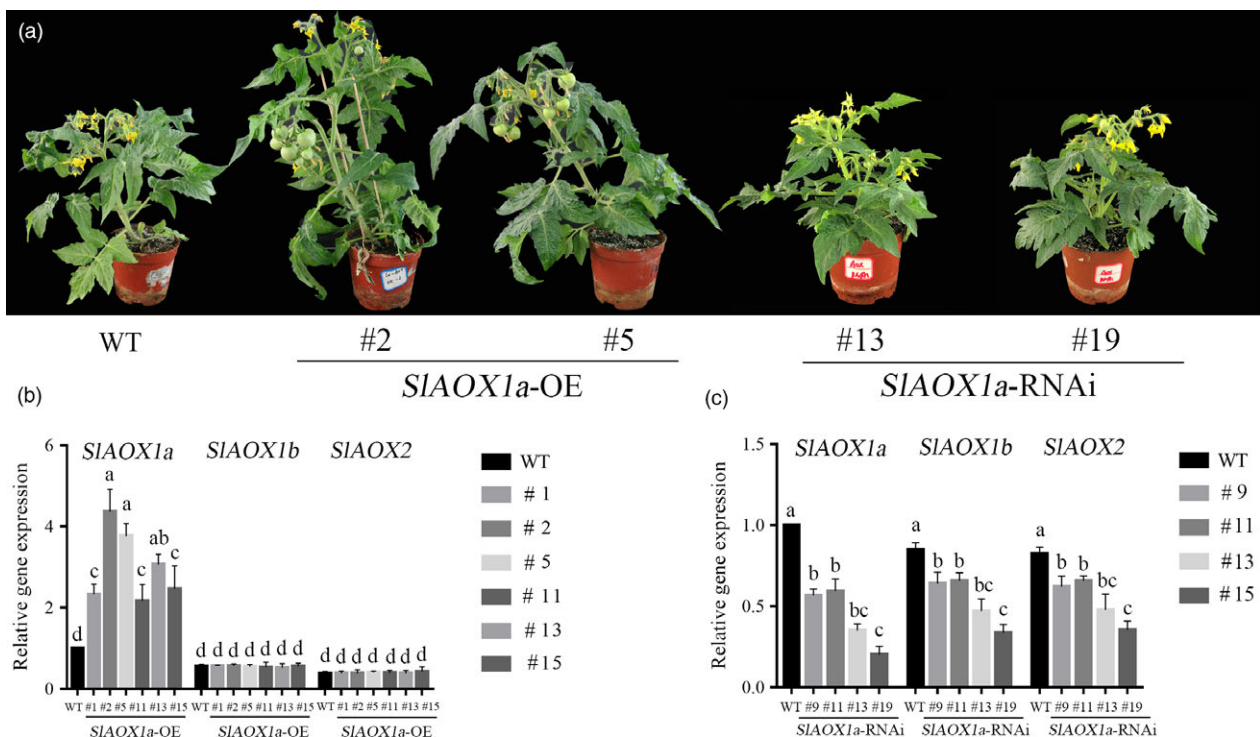 (a)
WT #2 #5 #13 #19
SlAOX1a-OE SlAOX1a-RNAi
(b)
SlAOX1a SlAOX1b SlAOX2
Relative gene expression
6
4
2
0
a
a
ab
c
c
c
d
d d d d d d d
d d d d d d d
WT #1 #2 #5 #11 #13 #15 WT #1 #2 #5 #11 #13 #15 WT #1 #2 #5 #11 #13 #15
SlAOX1a-OE SlAOX1a-OE SlAOX1a-OE
WT
# 1
# 2
# 5
# 11
# 13
#15
(c)
SlAOX1a SlAOX1b SlAOX2
Relative gene expression
1.5
1.0
0.5
0.0
a b b bc c
a b b bc c
a b b bc c
WT #9 #11 #13 #19 WT #9 #11 #13 #19 WT #9 #11 #13 #19
SlAOX1a-RNAi SlAOX1a-RNAi SlAOX1a-RNAi
WT
# 9
#11
#13
#15